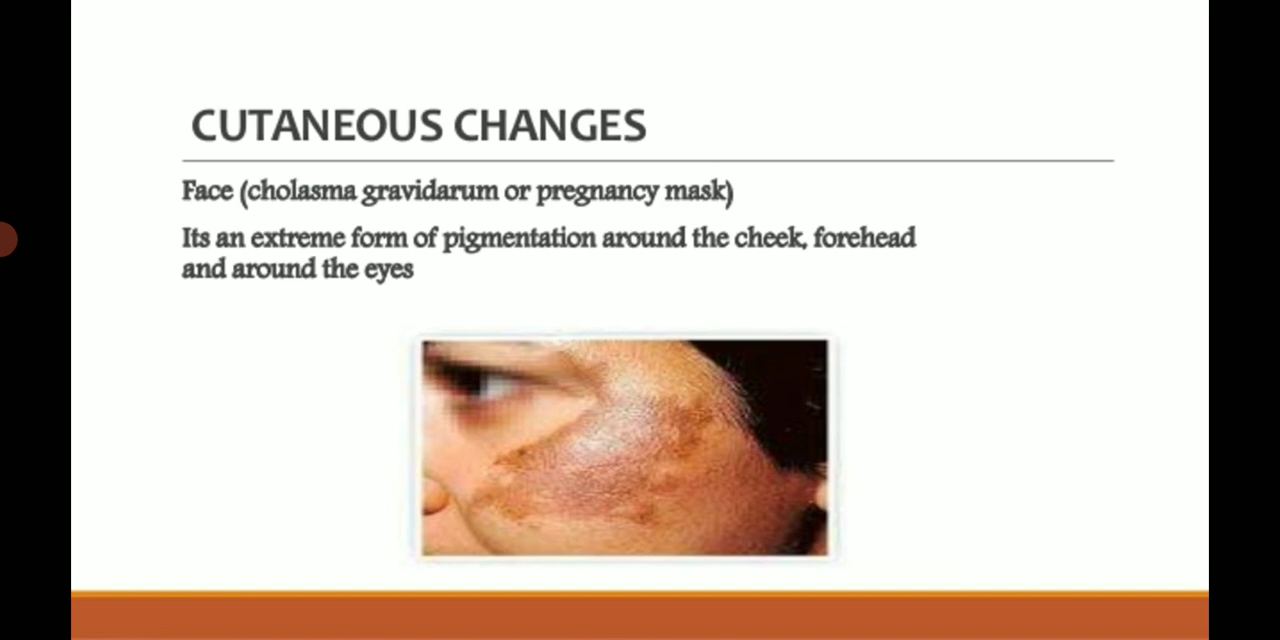 CUTANEOUS CHANGES
Face (cholasma gravidarum or pregnancy mask)
Its an extreme form of pigmentation around the cheek, forehead
and around the eyes